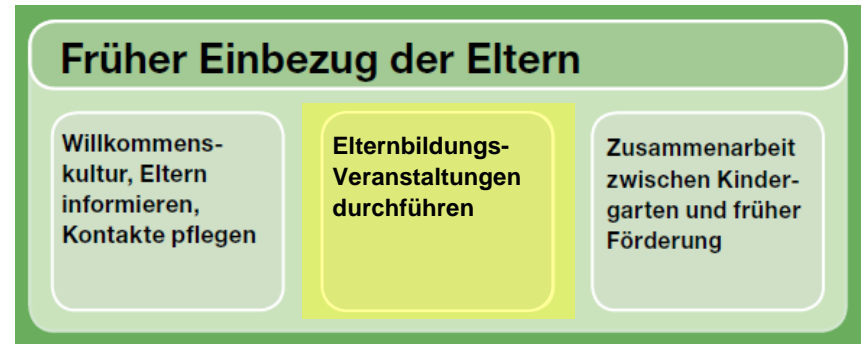 Früher Einbezug der Eltern
Willkommens-
kultur, Eltern
informieren,
Kontakte pflegen
Elternbildungs-
Veranstaltungen
durchführen
Zusammenarbeit
zwischen Kinder-
garten und früher
Förderung